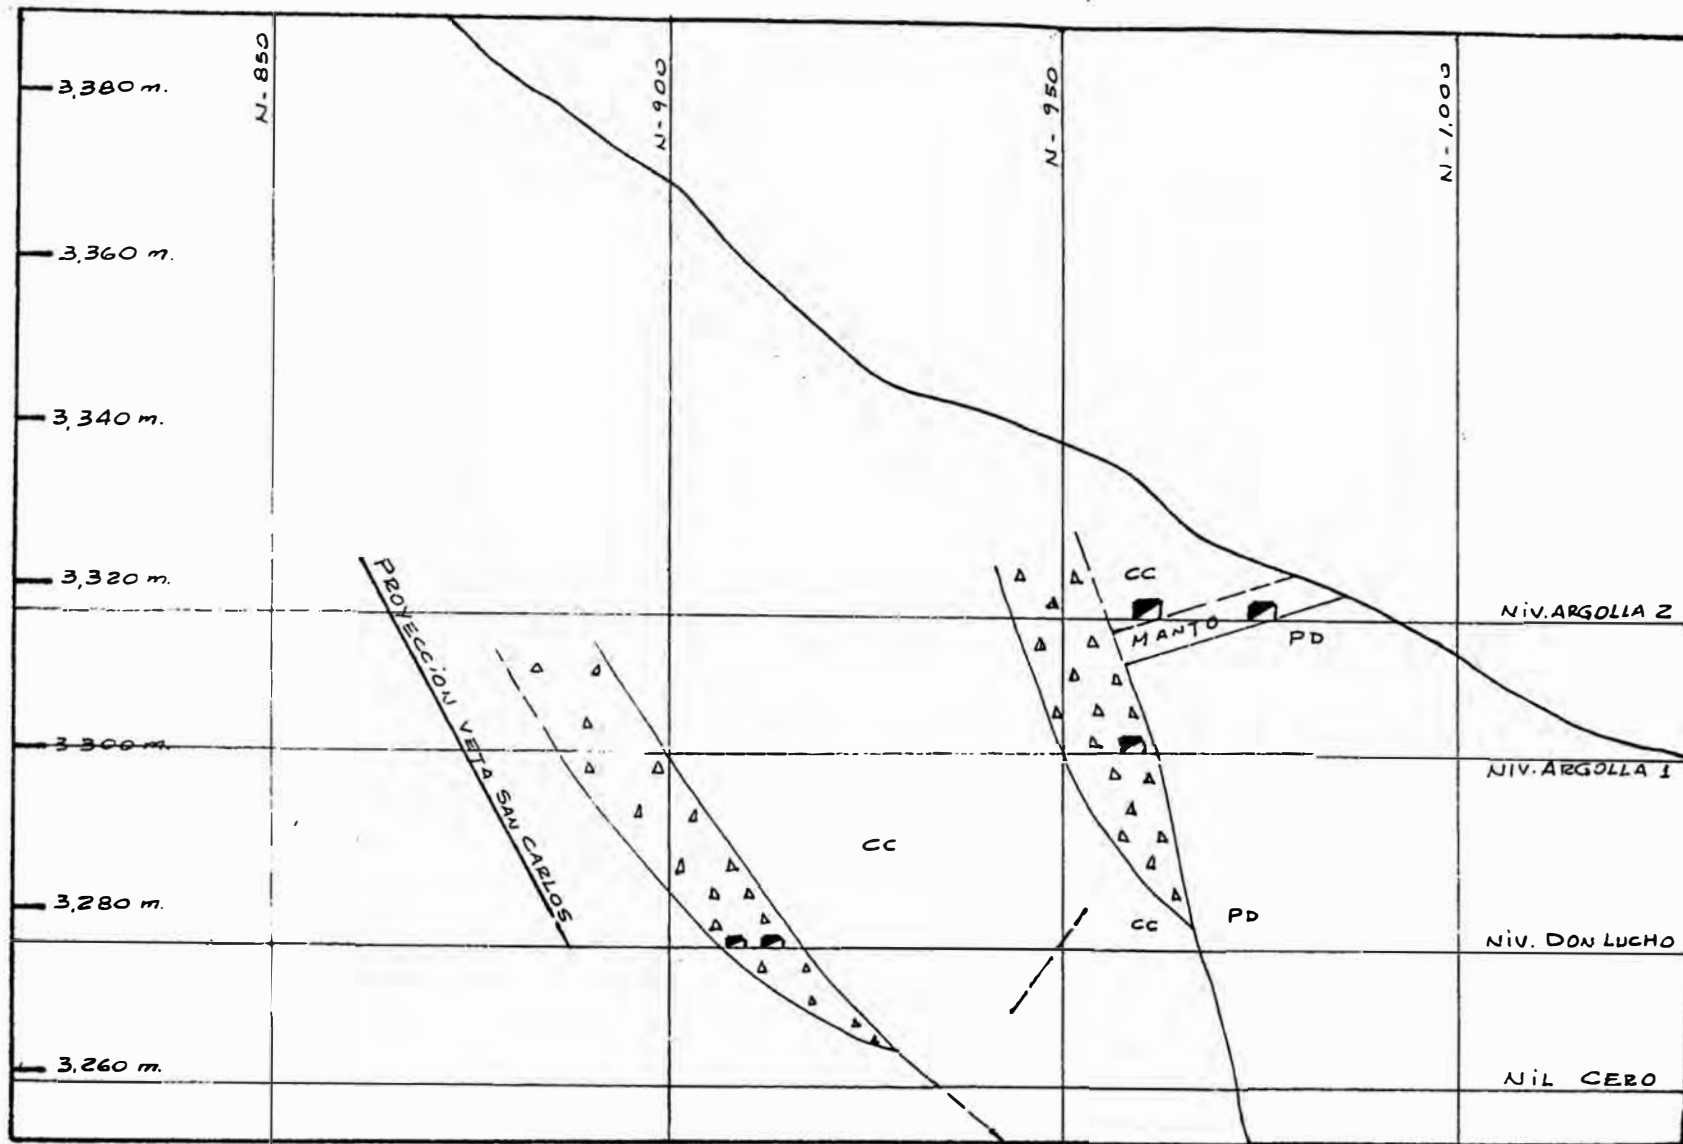 N-850
N-900
N-950
N-1.000
3,380 m.
3,360 m.
3,340 m.
3,320 m.
3,300 m.
3,280 m.
3,260 m.
PROYECCION VETA SAN CARLOS
CC
MANTO
PD
NIV. ARGOLLA 2
NIV. ARGOLLA 1
CC
CC
PD
NIV. DON LUCHO
NIL CERO